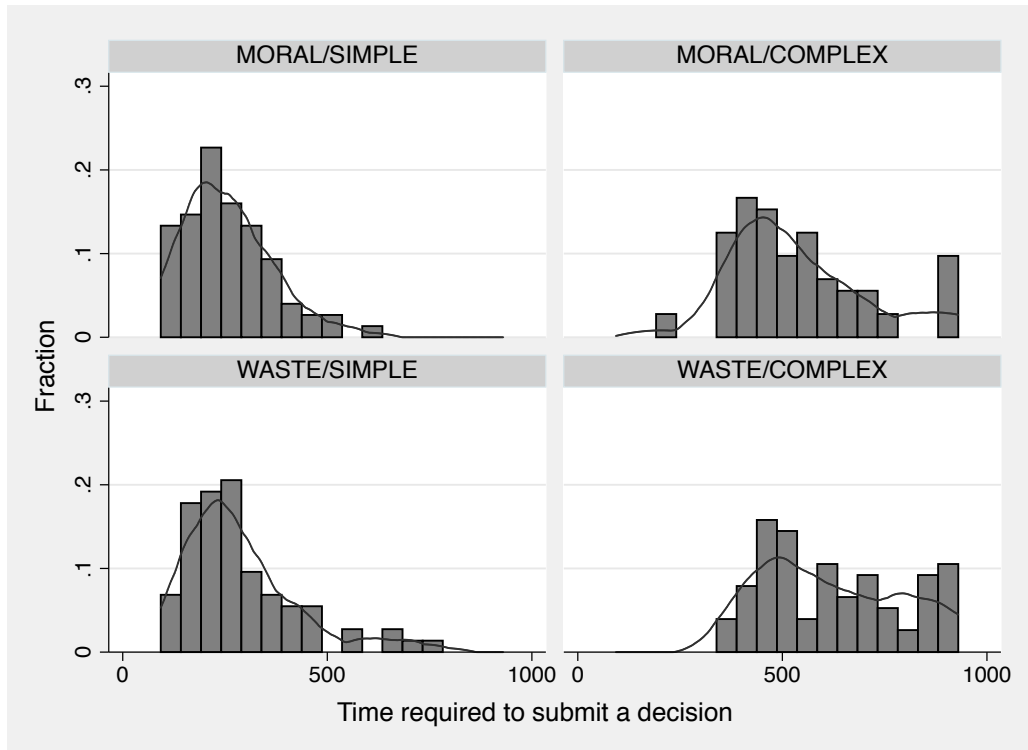 MORAL/SIMPLE
MORAL/COMPLEX
.3
.2
.1
0
WASTE/SIMPLE
WASTE/COMPLEX
.3
.2
.1
0
0
500
1000
0
500
1000
Fraction
Time required to submit a decision